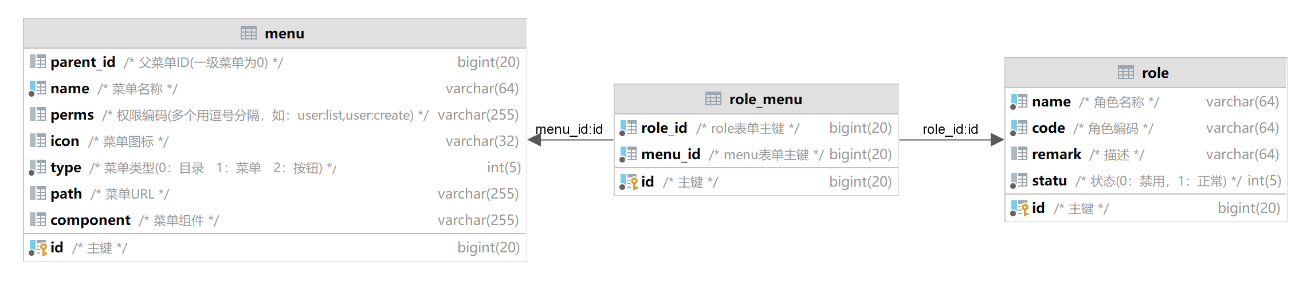 menu
parent_id /* 父菜单ID(一级菜单为0) */ bigint(20)
name /* 菜单名称 */ varchar(64)
perms /* 权限编码(多个用逗号分隔，如：user:list,user:create) */ varchar(255)
icon /* 菜单图标 */ varchar(32)
type /* 菜单类型(0：目录 1：菜单 2：按钮) */ int(5)
path /* 菜单URL */ varchar(255)
component /* 菜单组件 */ varchar(255)
id /* 主键 */ bigint(20)
menu_id:id
role_menu
role_id /* role表单主键 */ bigint(20)
menu_id /* menu表单主键 */ bigint(20)
id /* 主键 */ bigint(20)
role_id:id
role
name /* 角色名称 */ varchar(64)
code /* 角色编码 */ varchar(64)
remark /* 描述 */ varchar(64)
statu /* 状态(0：禁用，1：正常) */ int(5)
id /* 主键 */ bigint(20)